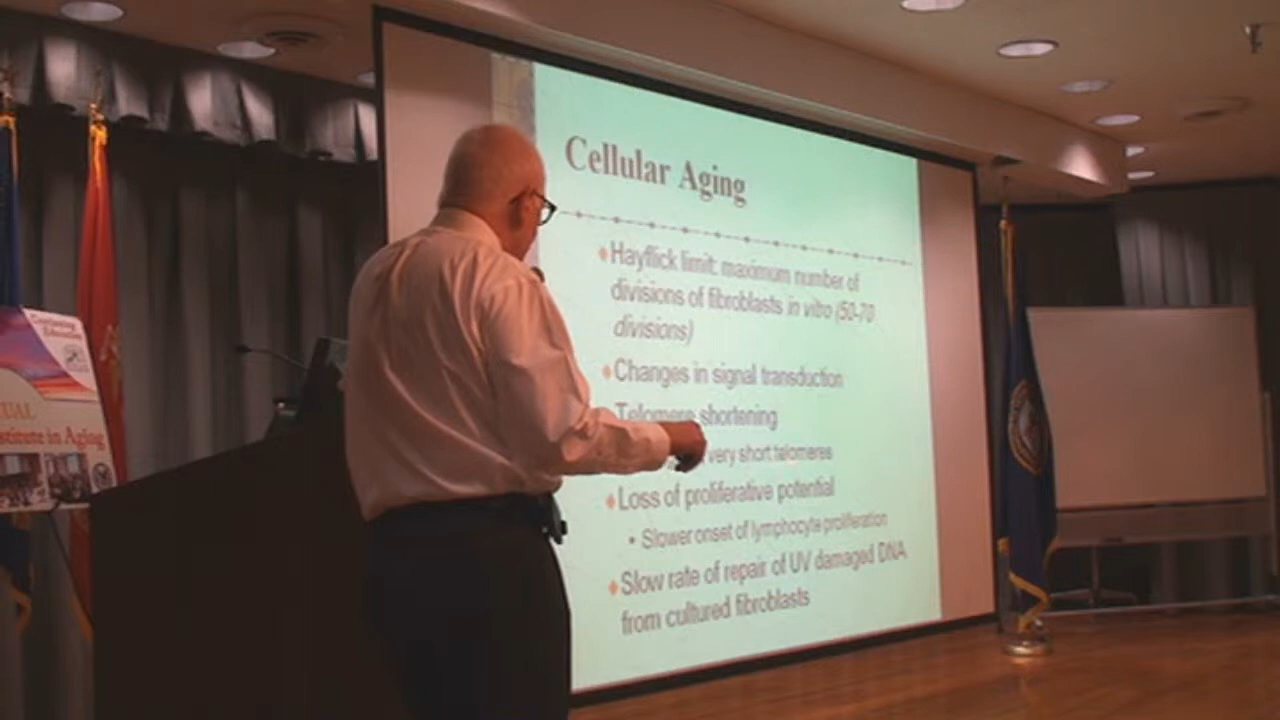 Cellular Aging
Hayflick limit: maximum number of
divisions of fibroblasts in vitro (50-70
divisions)
Changes in signal transduction
Telomere shortening
very short telomeres
Loss of proliferative potential
• Slower onset of lymphocyte proliferation
Slow rate of repair of UV damaged DNA
from cultured fibroblasts
UAL
stitute in Aging